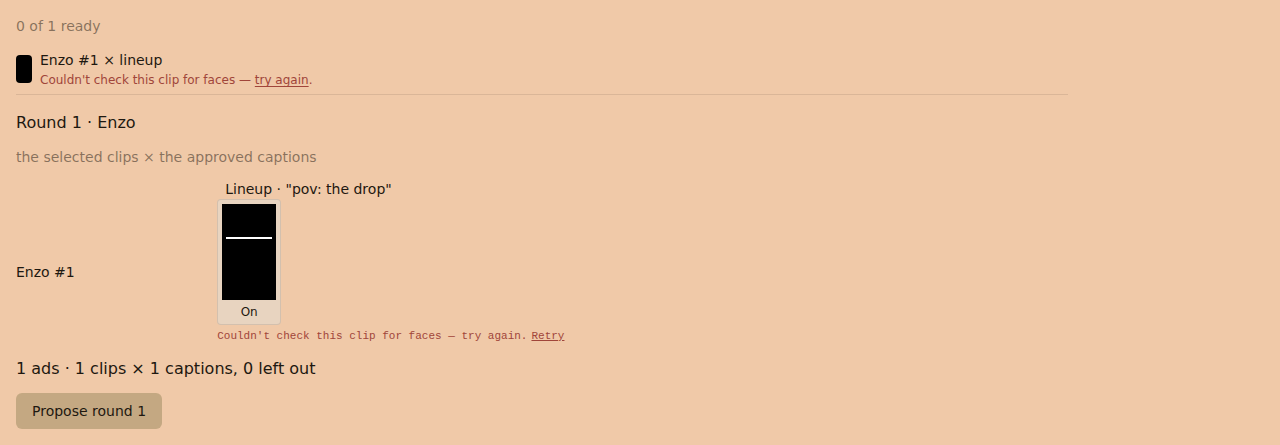 0 of 1 ready
Enzo #1 × lineup
Couldn't check this clip for faces — try again.
Round 1 · Enzo
the selected clips × the approved captions
Lineup · "pov: the drop"
Enzo #1
On
Couldn't check this clip for faces — try again. Retry
1 ads · 1 clips × 1 captions, 0 left out
Propose round 1